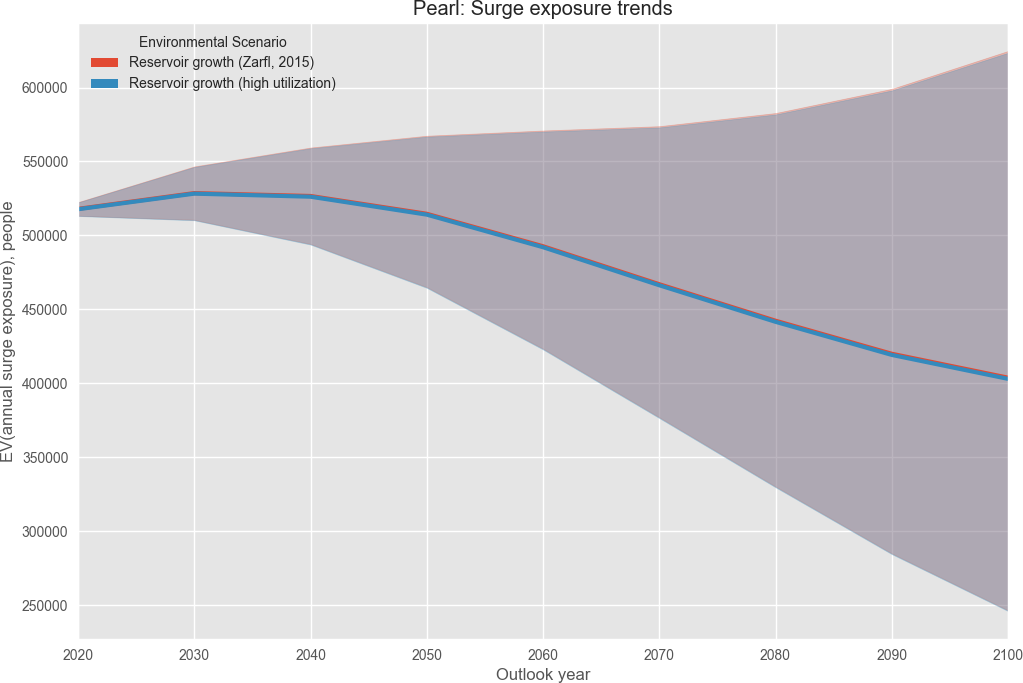 Pearl: Surge exposure trends
Environmental Scenario
Reservoir growth (Zarfl, 2015)
Reservoir growth (high utilization)
EV(annual surge exposure), people
600000
550000
500000
450000
400000
350000
300000
250000
2020 2030 2040 2050 2060 2070 2080 2090 2100
Outlook year